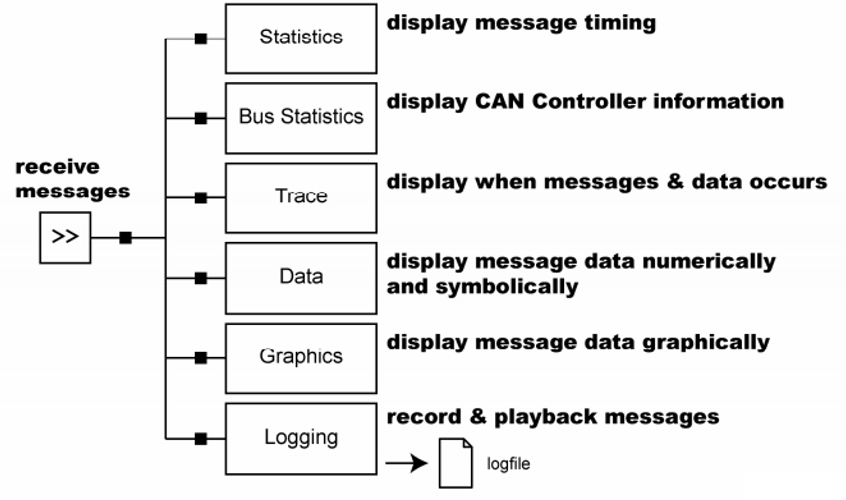 Statistics
display message timing
Bus Statistics
display CAN Controller information
receive
messages
>>
Trace
display when messages & data occurs
Data
display message data numerically
and symbolically
Graphics
display message data graphically
Logging
record & playback messages
logfile